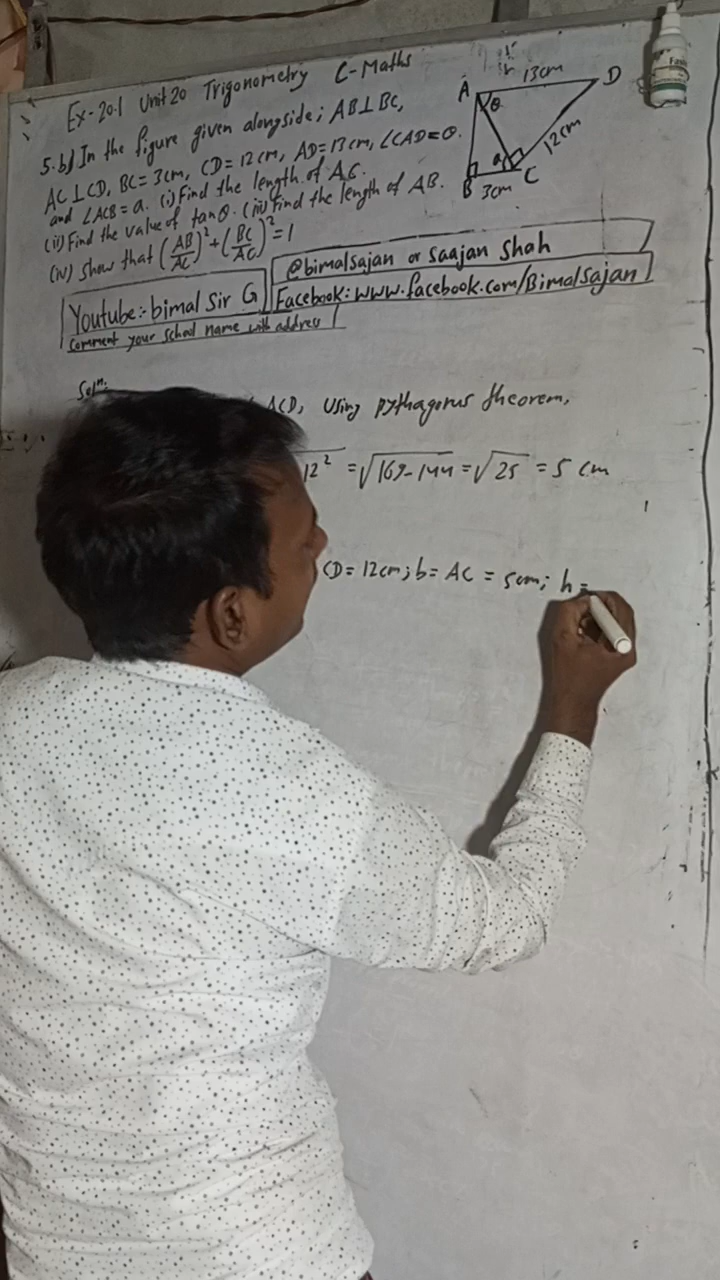 Ex-20.1 Unit 20 Trigonometry C-Maths
5.b) In the figure given alongside; AB⊥BC,
AC⊥CD, BC=3cm, CD=12cm, AD=13cm, ∠CAD=θ.
and ∠ACB=a. (i) Find the length of AC.
(ii) Find the value of tanθ. (iii) Find the length of AB.
(iv) Show that (AB/AC)²+(BC/AC)²=1
A
θ
13cm
D
12cm
a
B
3cm
C
@bimalsajan or saajan shah
Youtube:- bimal Sir G
Facebook: www.facebook.com/BimalSajan
Comment your school name with address
Solⁿ:
ACD, Using pythagorus theorem,
12² =√169-144 =√25 = 5 cm
CD= 12cm; b= AC = 5cm; h=